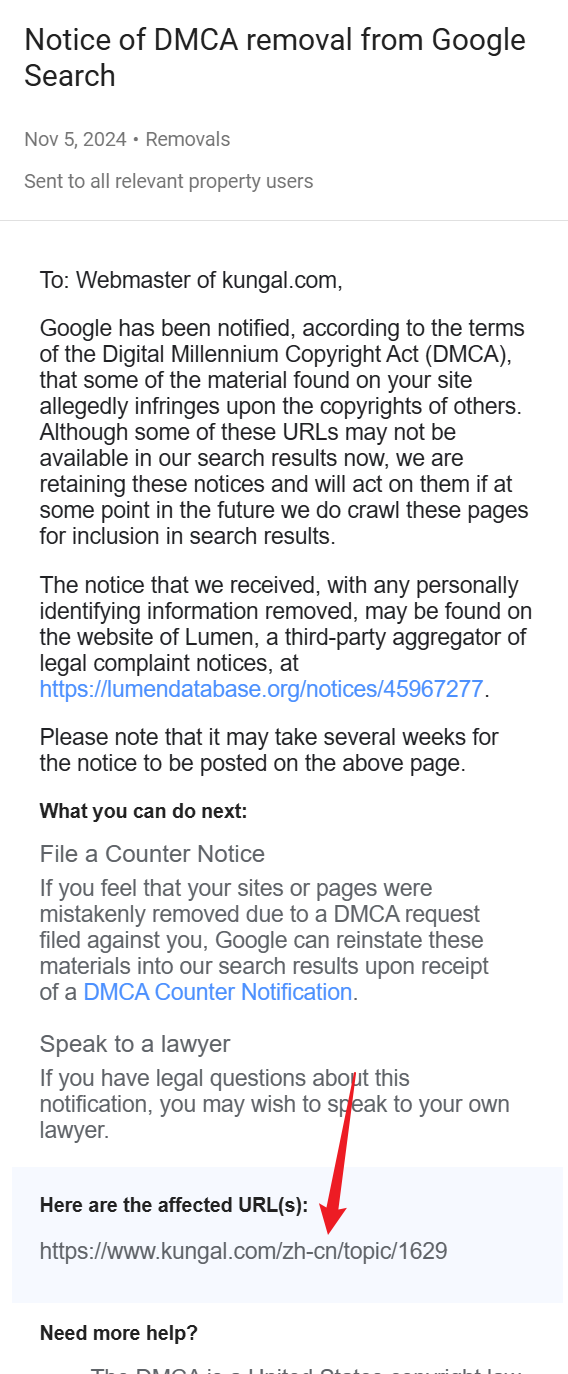 Notice of DMCA removal from Google
Search
Nov 5, 2024 • Removals
Sent to all relevant property users
To: Webmaster of kungal.com,
Google has been notified, according to the terms
of the Digital Millennium Copyright Act (DMCA),
that some of the material found on your site
allegedly infringes upon the copyrights of others.
Although some of these URLs may not be
available in our search results now, we are
retaining these notices and will act on them if at
some point in the future we do crawl these pages
for inclusion in search results.
The notice that we received, with any personally
identifying information removed, may be found on
the website of Lumen, a third-party aggregator of
legal complaint notices, at
https://lumendatabase.org/notices/45967277.
Please note that it may take several weeks for
the notice to be posted on the above page.
What you can do next:
File a Counter Notice
If you feel that your sites or pages were
mistakenly removed due to a DMCA request
filed against you, Google can reinstate these
materials into our search results upon receipt
of a DMCA Counter Notification.
Speak to a lawyer
If you have legal questions about this
notification, you may wish to speak to your own
lawyer.
Here are the affected URL(s):
https://www.kungal.com/zh-cn/topic/1629
Need more help?
The DMCA is a United States copyright law